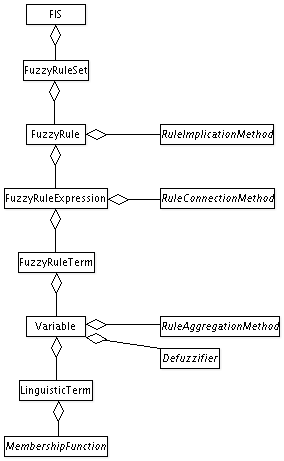 FIS
FuzzyRuleSet
FuzzyRule
RuleImplicationMethod
FuzzyRuleExpression
RuleConnectionMethod
FuzzyRuleTerm
Variable
RuleAggregationMethod
Defuzzifier
LinguisticTerm
MembershipFunction